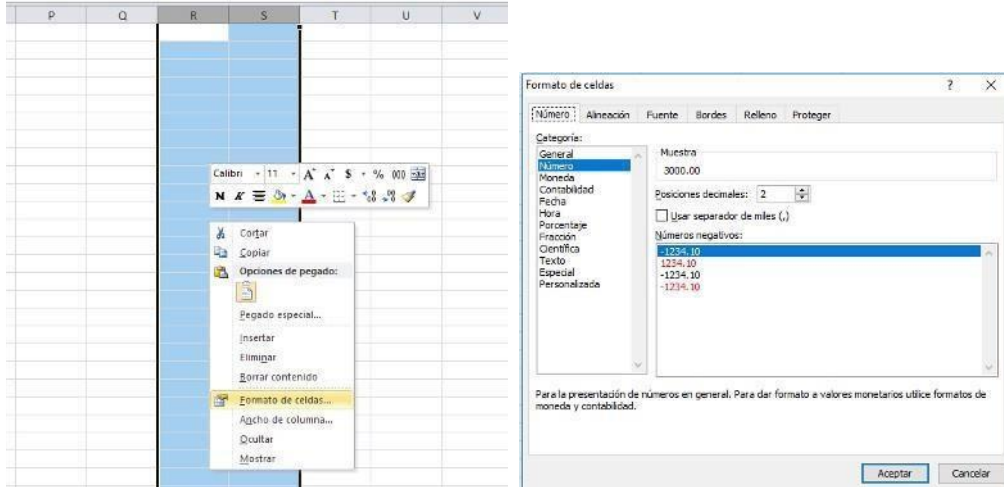 P Q R S T U V
Calibri 11 A A $ % 000
N K A
Cortar
Copiar
Opciones de pegado:
Pegado especial...
Insertar
Eliminar
Borrar contenido
Formato de celdas...
Ancho de columna...
Ocultar
Mostrar
Formato de celdas ? X
Número Alineación Fuente Bordes Relleno Proteger
Categoría:
General
Número
Moneda
Contabilidad
Fecha
Hora
Porcentaje
Fracción
Científica
Texto
Especial
Personalizada
Muestra
3000.00
Posiciones decimales: 2
Usar separador de miles (,)
Números negativos:
-1234.10
1234.10
-1234.10
-1234.10
Para la presentación de números en general. Para dar formato a valores monetarios utilice formatos de
moneda y contabilidad.
Aceptar Cancelar